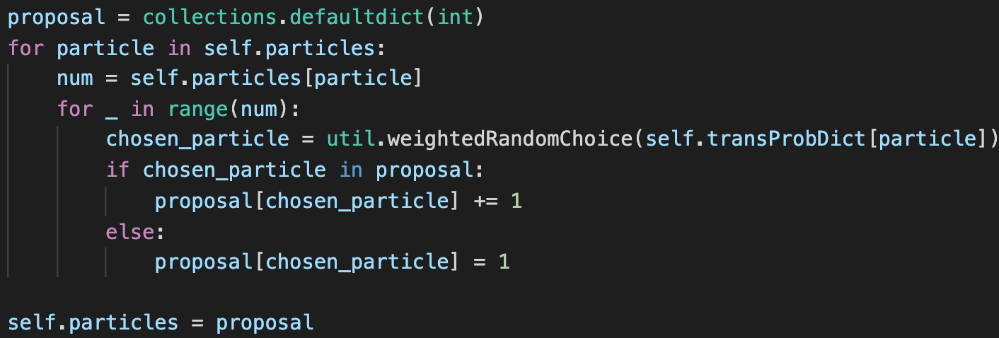 proposal = collections.defaultdict(int)
for particle in self.particles:
    num = self.particles[particle]
    for _ in range(num):
        chosen_particle = util.weightedRandomChoice(self.transProbDict[particle])
        if chosen_particle in proposal:
            proposal[chosen_particle] += 1
        else:
            proposal[chosen_particle] = 1

self.particles = proposal